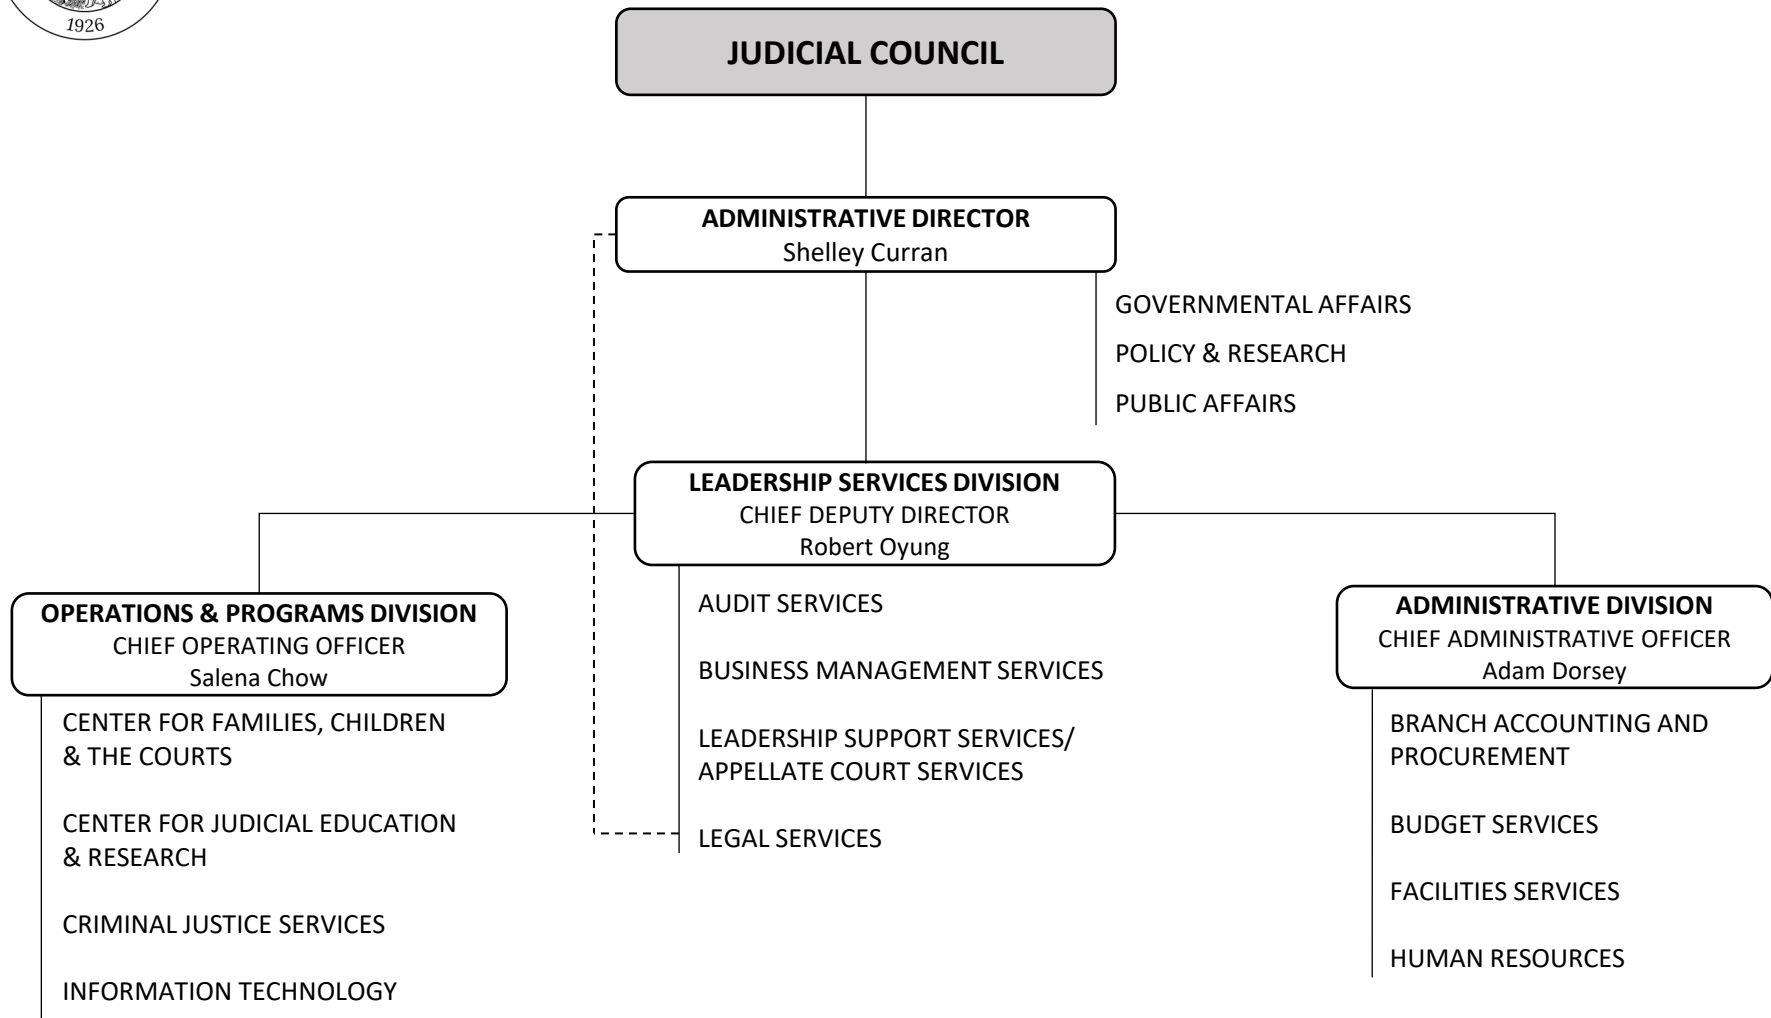 1926
JUDICIAL COUNCIL
ADMINISTRATIVE DIRECTOR
Shelley Curran
GOVERNMENTAL AFFAIRS
POLICY & RESEARCH
PUBLIC AFFAIRS
LEADERSHIP SERVICES DIVISION
CHIEF DEPUTY DIRECTOR
Robert Oyung
AUDIT SERVICES
BUSINESS MANAGEMENT SERVICES
LEADERSHIP SUPPORT SERVICES/
APPELLATE COURT SERVICES
LEGAL SERVICES
OPERATIONS & PROGRAMS DIVISION
CHIEF OPERATING OFFICER
Salena Chow
CENTER FOR FAMILIES, CHILDREN
& THE COURTS
CENTER FOR JUDICIAL EDUCATION
& RESEARCH
CRIMINAL JUSTICE SERVICES
INFORMATION TECHNOLOGY
ADMINISTRATIVE DIVISION
CHIEF ADMINISTRATIVE OFFICER
Adam Dorsey
BRANCH ACCOUNTING AND
PROCUREMENT
BUDGET SERVICES
FACILITIES SERVICES
HUMAN RESOURCES